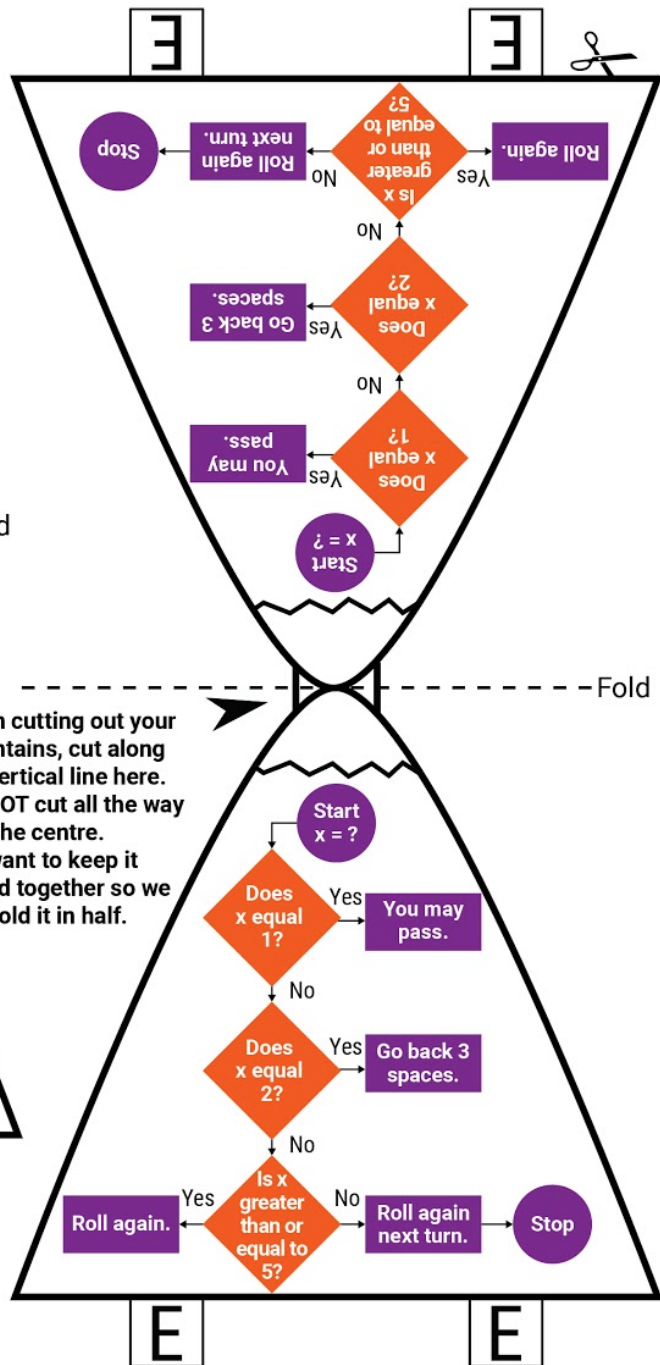 E E
Stop
Roll again
next turn.
No
Is x
greater
than or
equal to
5?
Yes
Roll again.
No
Go back 3
spaces.
Yes
Does
x equal
2?
No
You may
pass.
Yes
Does
x equal
1?
Start
x = ?
d
Fold
n cutting out your
ntains, cut along
ertical line here.
OT cut all the way
he centre.
want to keep it
d together so we
old it in half.
Start
x = ?
Does
x equal
1?
Yes
You may
pass.
No
Does
x equal
2?
Yes
Go back 3
spaces.
No
Roll again.
Yes
Is x
greater
than or
equal to
5?
No
Roll again
next turn.
Stop
E E